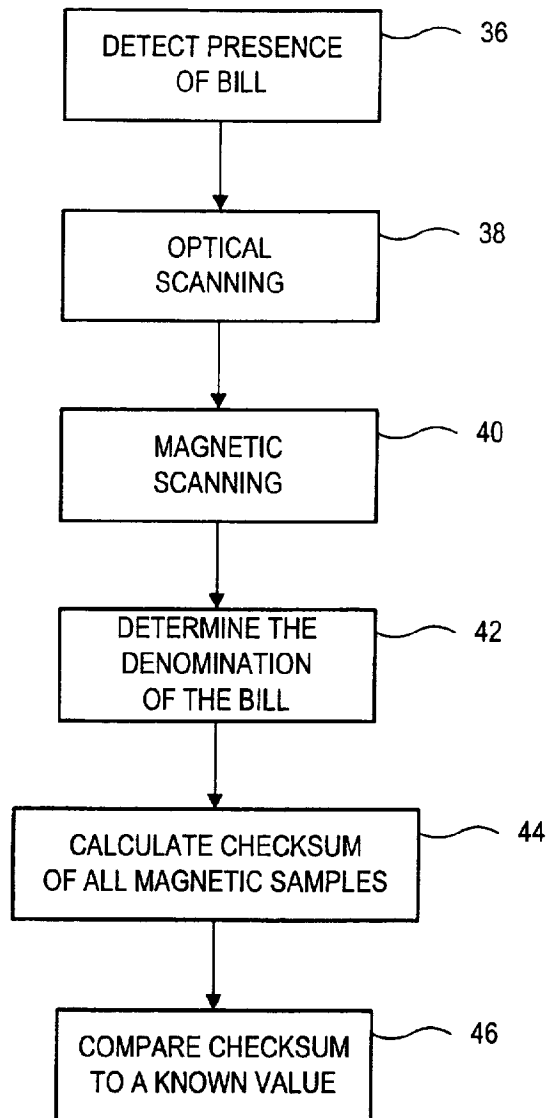 DETECT PRESENCE
OF BILL
36
OPTICAL
SCANNING
38
MAGNETIC
SCANNING
40
DETERMINE THE
DENOMINATION
OF THE BILL
42
CALCULATE CHECKSUM
OF ALL MAGNETIC SAMPLES
44
COMPARE CHECKSUM
TO A KNOWN VALUE
46